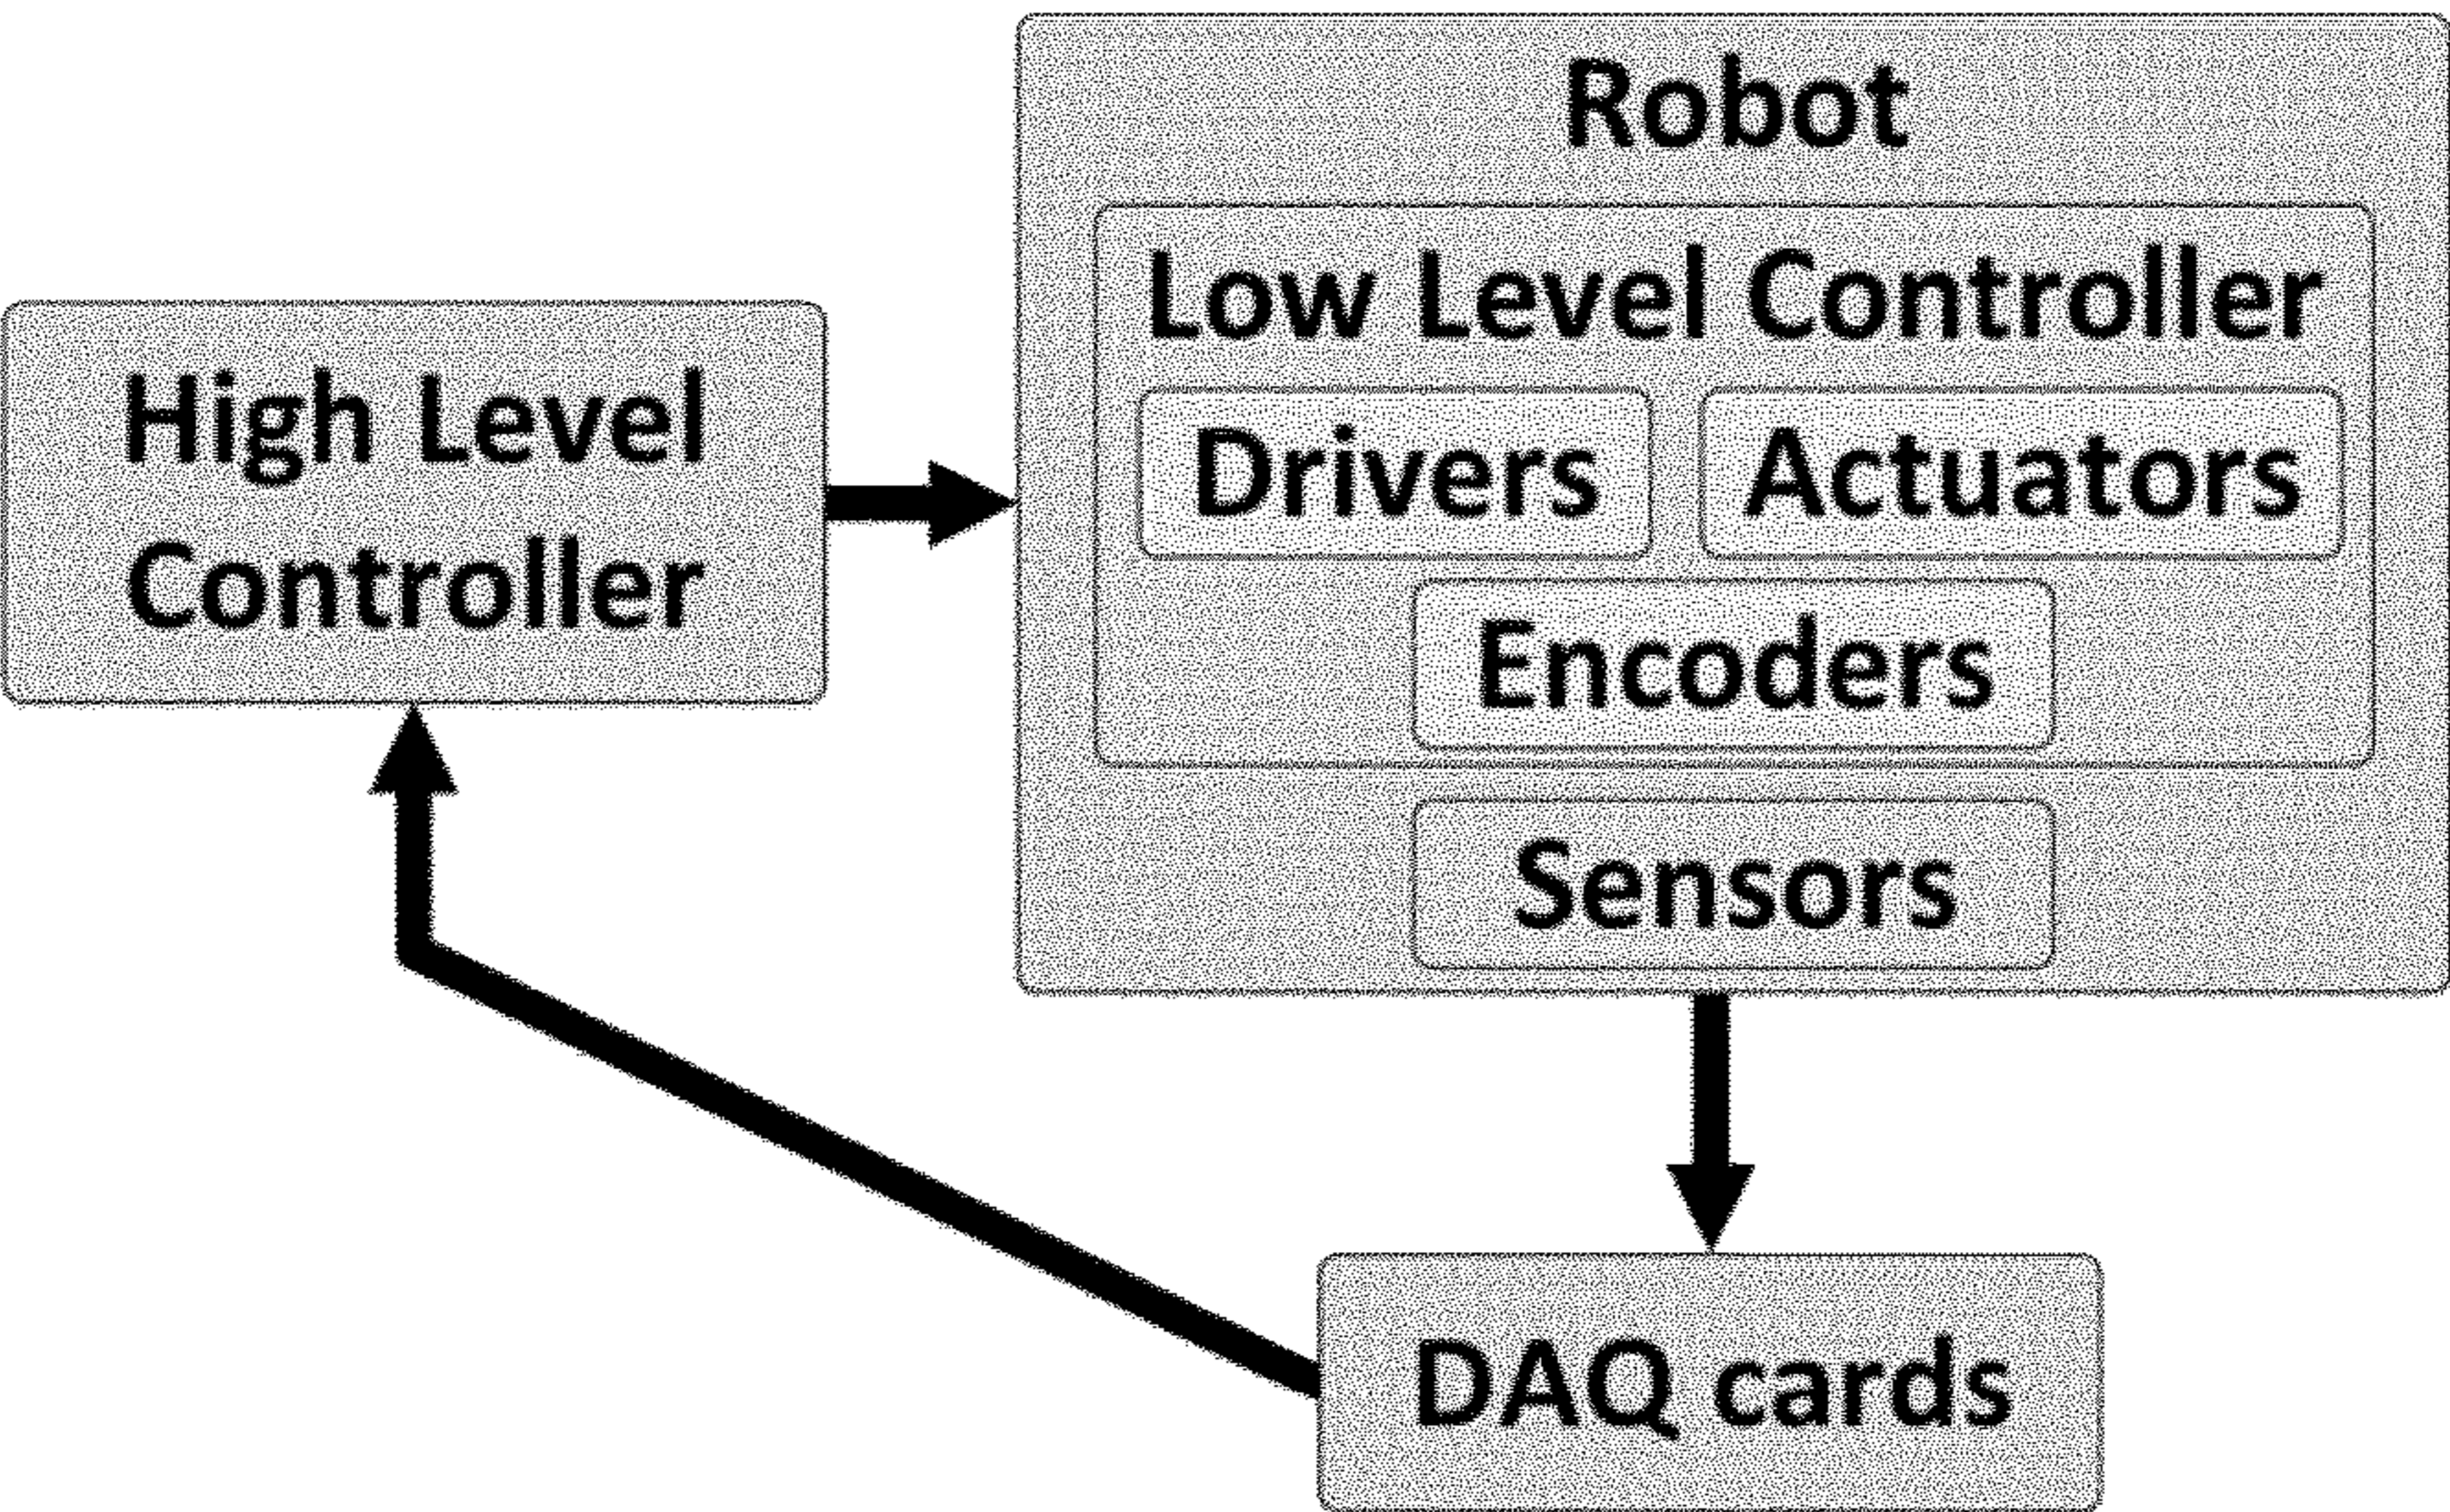 Robot
Low Level Controller
High Level
Controller
Drivers
Actuators
Encoders
Sensors
DAQ cards